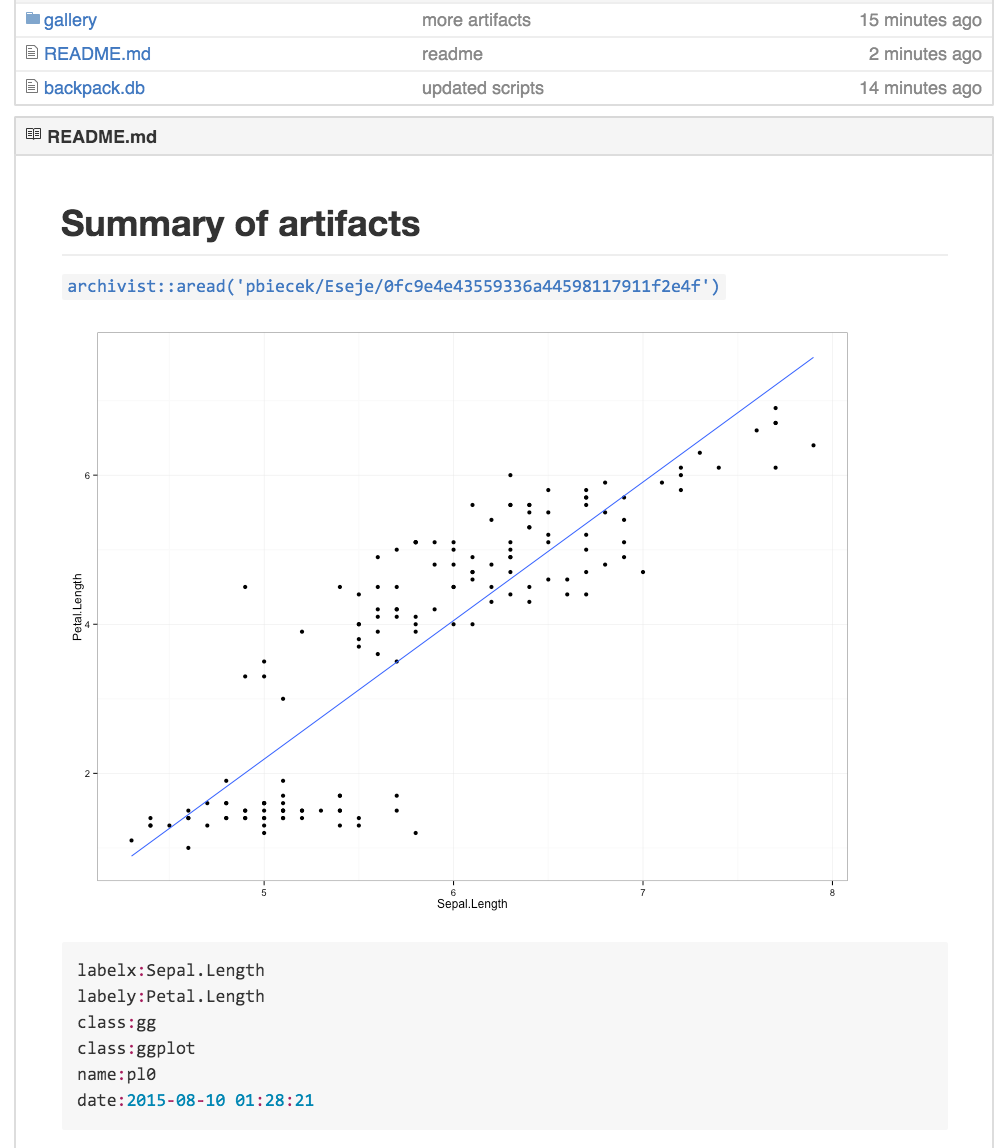 gallery more artifacts 15 minutes ago
README.md readme 2 minutes ago
backpack.db updated scripts 14 minutes ago
README.md
Summary of artifacts
archivist::aread('pbiecek/Eseje/0fc9e4e43559336a44598117911f2e4f')
6
4
2
Petal.Length
5 6 7 8
Sepal.Length
labelx:Sepal.Length
labely:Petal.Length
class:gg
class:ggplot
name:pl0
date:2015-08-10 01:28:21